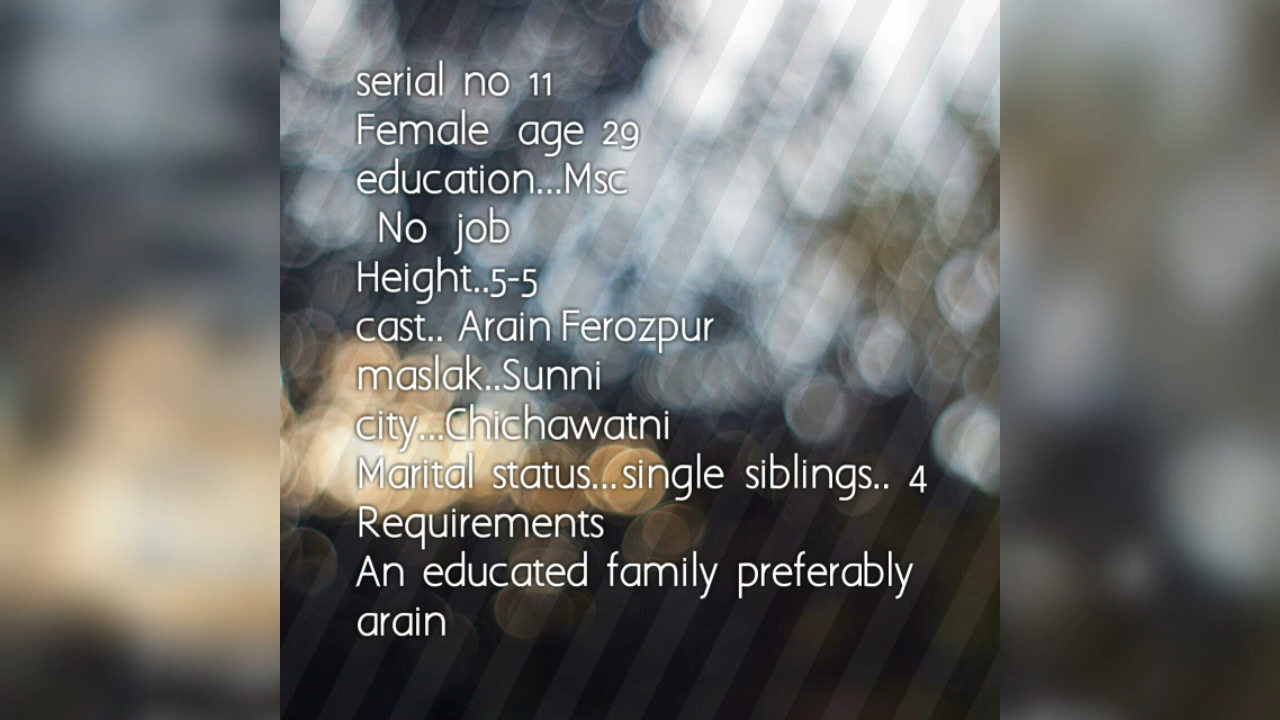 serial no 11
Female age 29
education...Msc
No job
Height..5-5
cast.. Arain Ferozpur
maslak..Sunni
city...Chichawatni
Marital status...single siblings.. 4
Requirements
An educated family preferably
arain